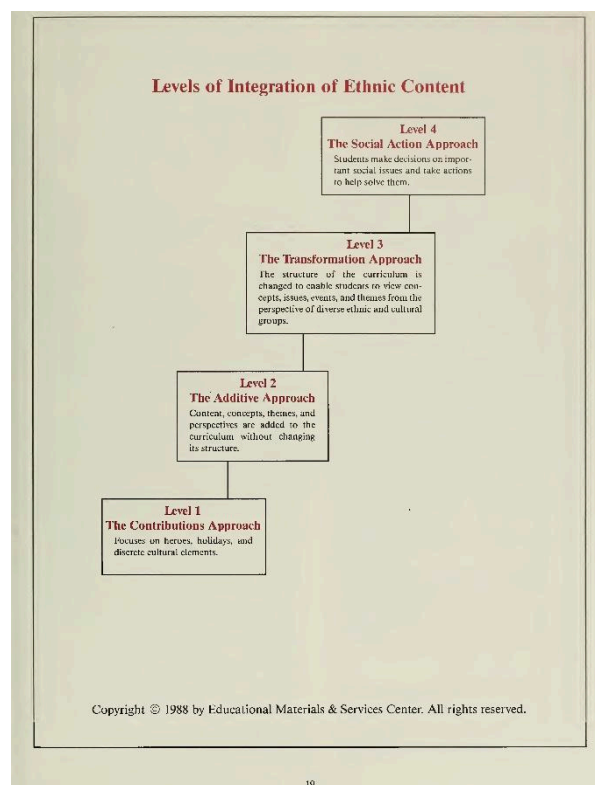 Levels of Integration of Ethnic Content
Level 4
The Social Action Approach
Students make decisions on impor-
tant social issues and take actions
to help solve them.
Level 3
The Transformation Approach
The structure of the curriculum is
changed to enable students to view con-
cepts, issues, events, and themes from the
perspective of diverse ethnic and cultural
groups.
Level 2
The Additive Approach
Content, concepts, themes, and
perspectives are added to the
curriculum without changing
its structure.
Level 1
The Contributions Approach
Focuses on heroes, holidays, and
discrete cultural elements.
Copyright © 1988 by Educational Materials & Services Center. All rights reserved.
19